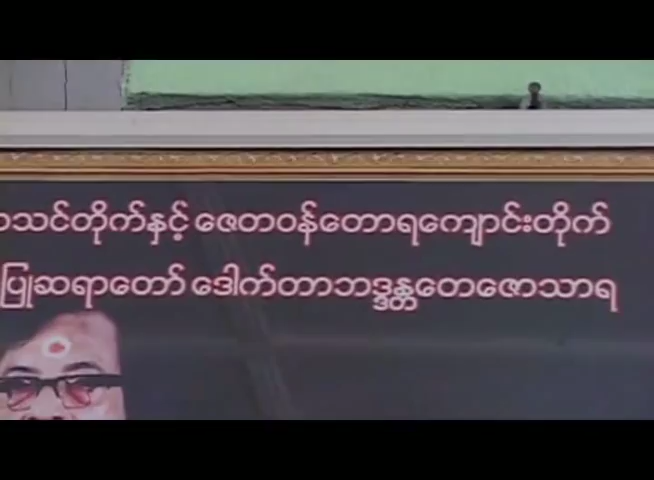 သင်တိုက်နှင့် ဇေတဝန်တောရကျောင်းတိုက်
ပြုဆရာတော် ဒေါက်တာဘဒ္ဒန္တတေဇောသာရ